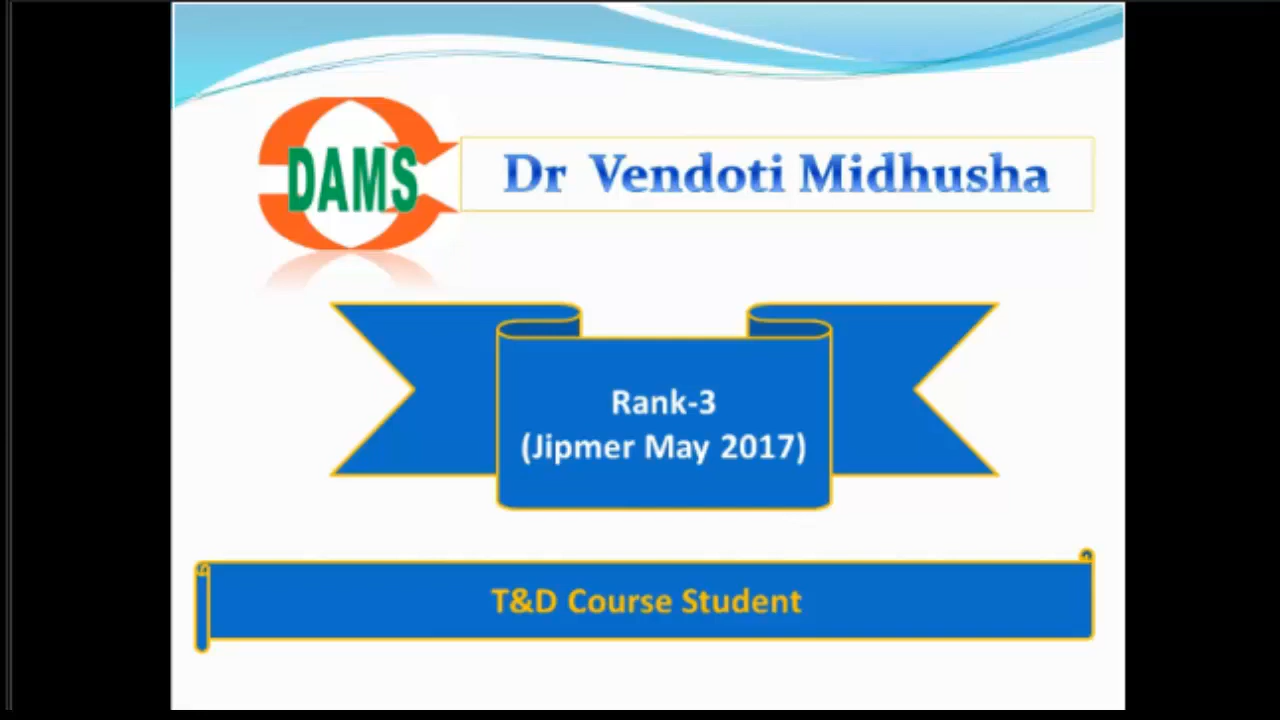 DAMS
Dr Vendoti Midhusha
Rank-3
(Jipmer May 2017)
T&D Course Student